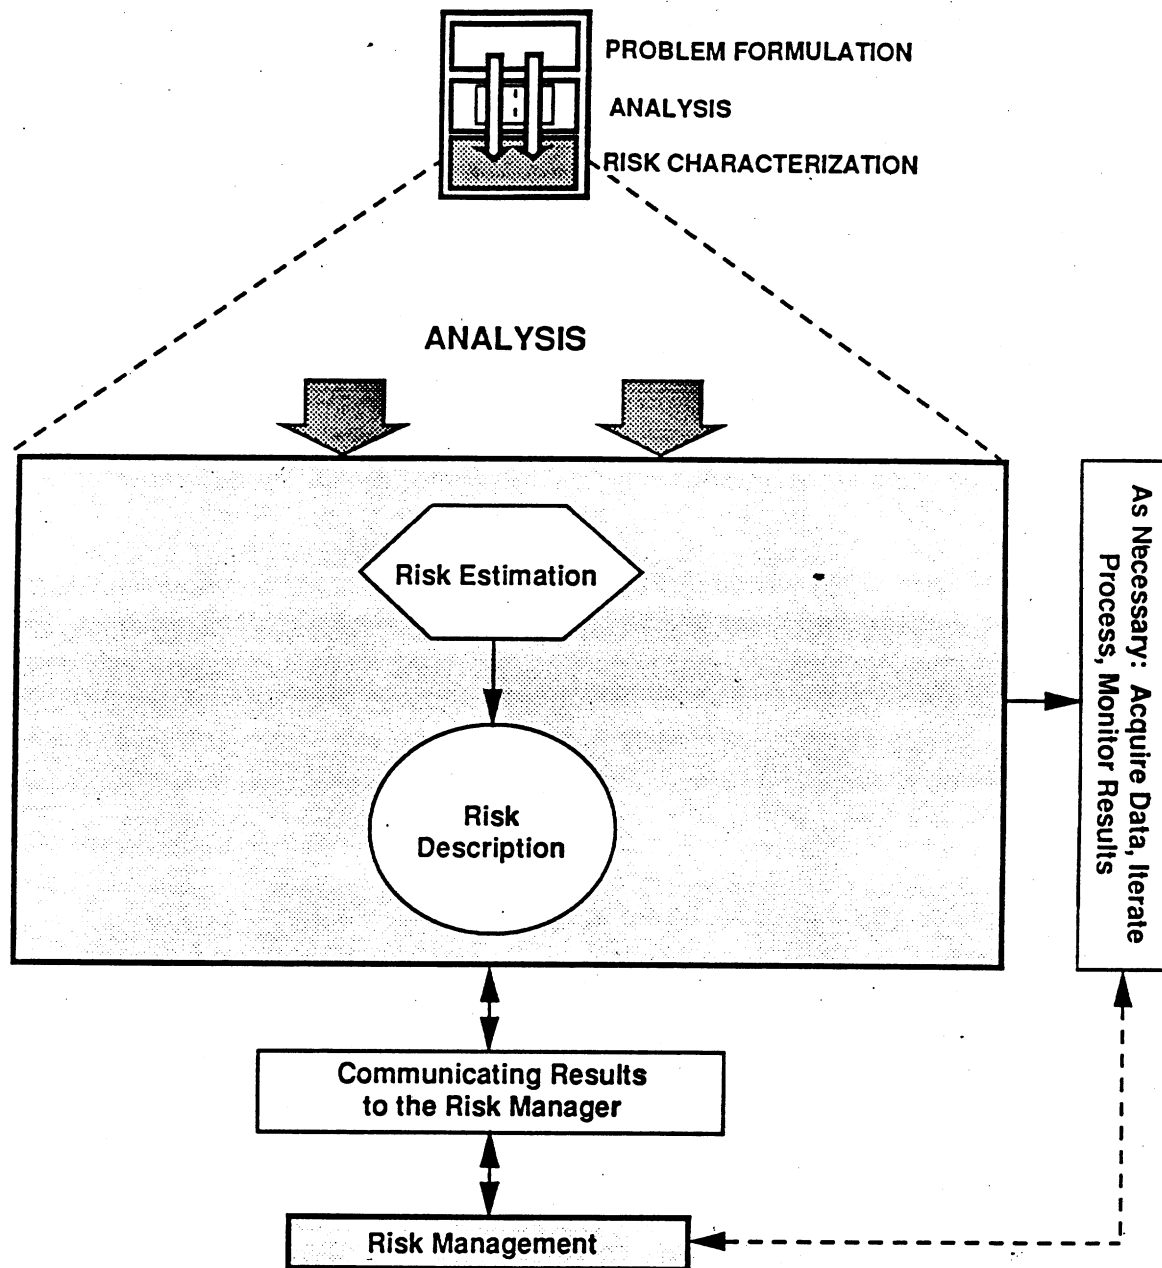 PROBLEM FORMULATION
ANALYSIS
RISK CHARACTERIZATION
ANALYSIS
Risk Estimation
Risk
Description
As Necessary: Acquire Data, Iterate
Process, Monitor Results
Communicating Results
to the Risk Manager
Risk Management